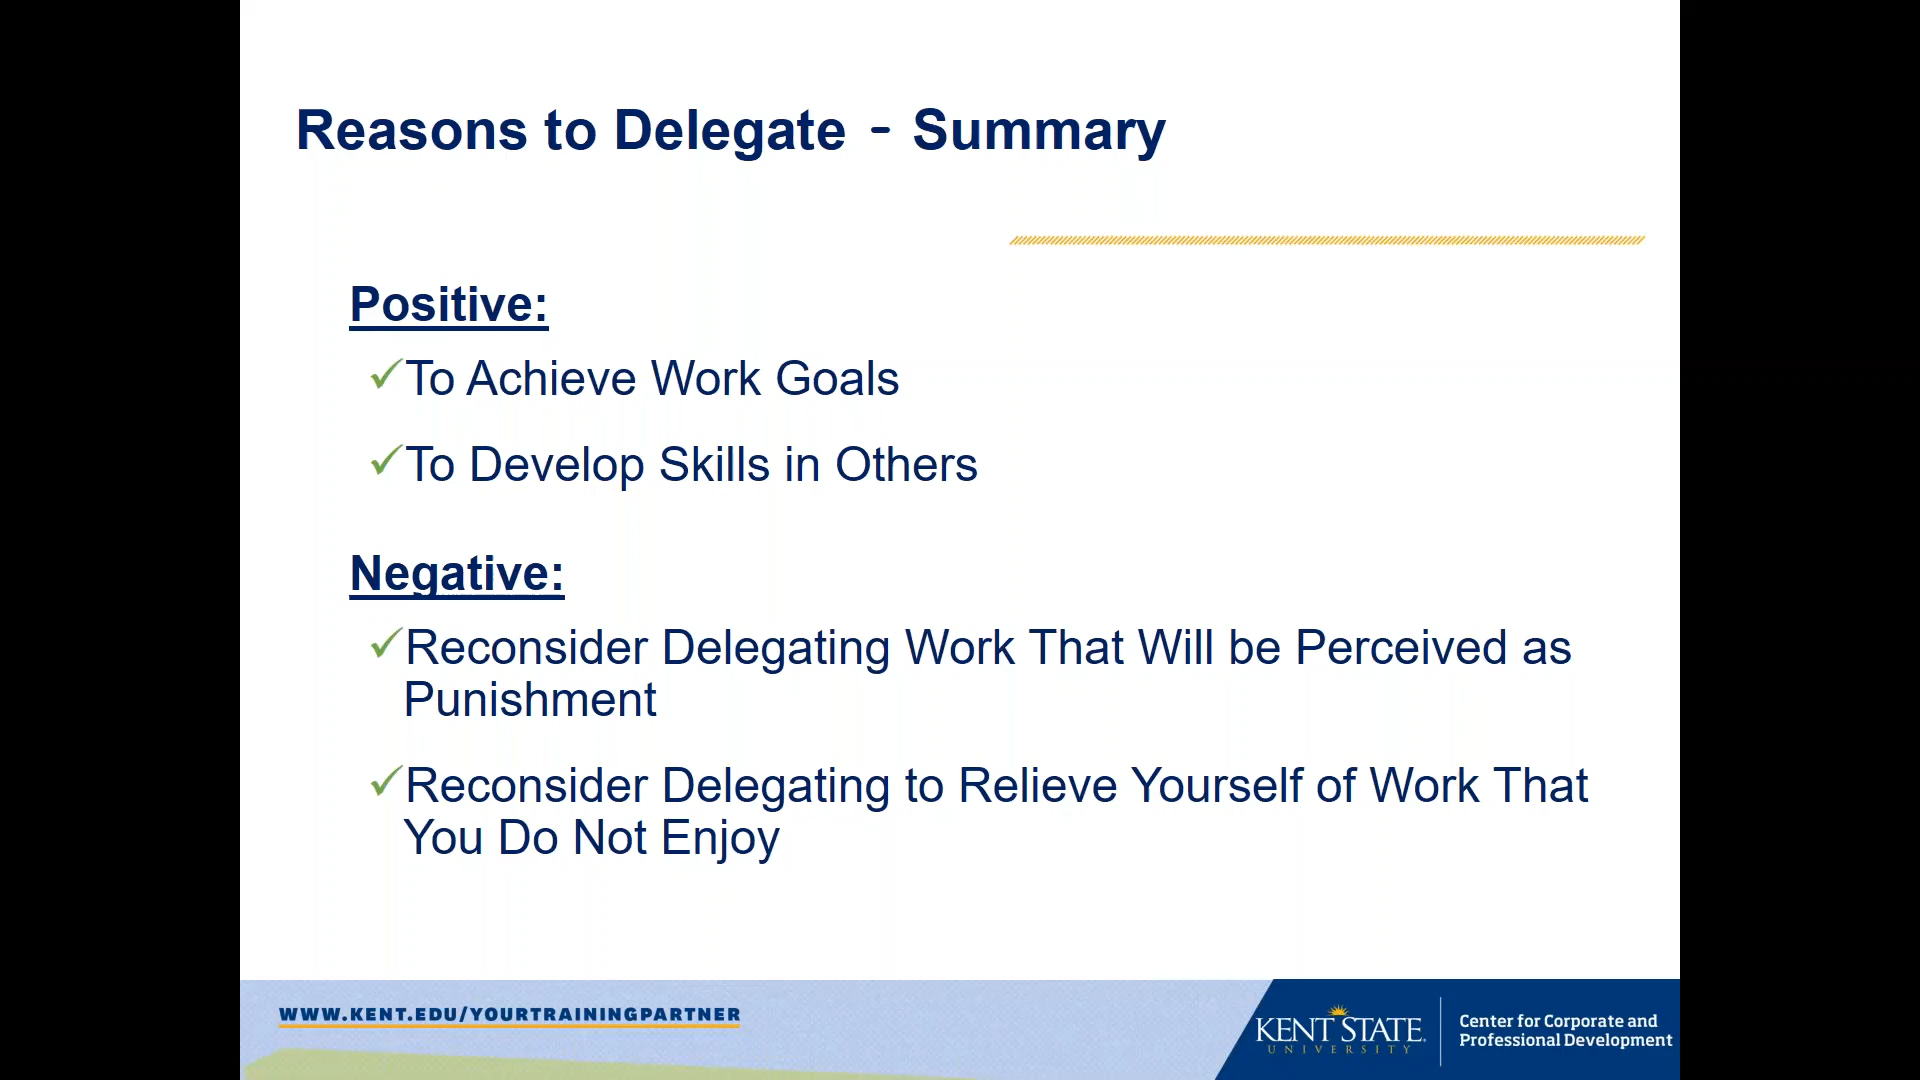 Reasons to Delegate - Summary
Positive:
To Achieve Work Goals
To Develop Skills in Others
Negative:
Reconsider Delegating Work That Will be Perceived as
Punishment
Reconsider Delegating to Relieve Yourself of Work That
You Do Not Enjoy
WWW.KENT.EDU/YOURTRAININGPARTNER
KENT STATE
UNIVERSITY
Center for Corporate and
Professional Development